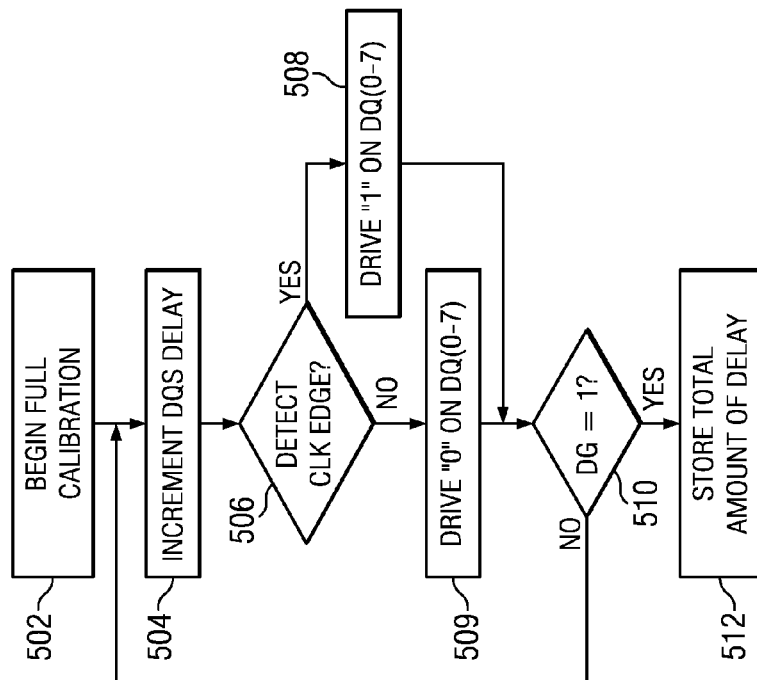 BEGIN FULL
CALIBRATION
502
INCREMENT DQS DELAY
504
DETECT
CLK EDGE?
506
YES
NO
DRIVE "1" ON DQ(0-7)
508
DRIVE "0" ON DQ(0-7)
509
DG = 1?
510
NO
YES
STORE TOTAL
AMOUNT OF DELAY
512